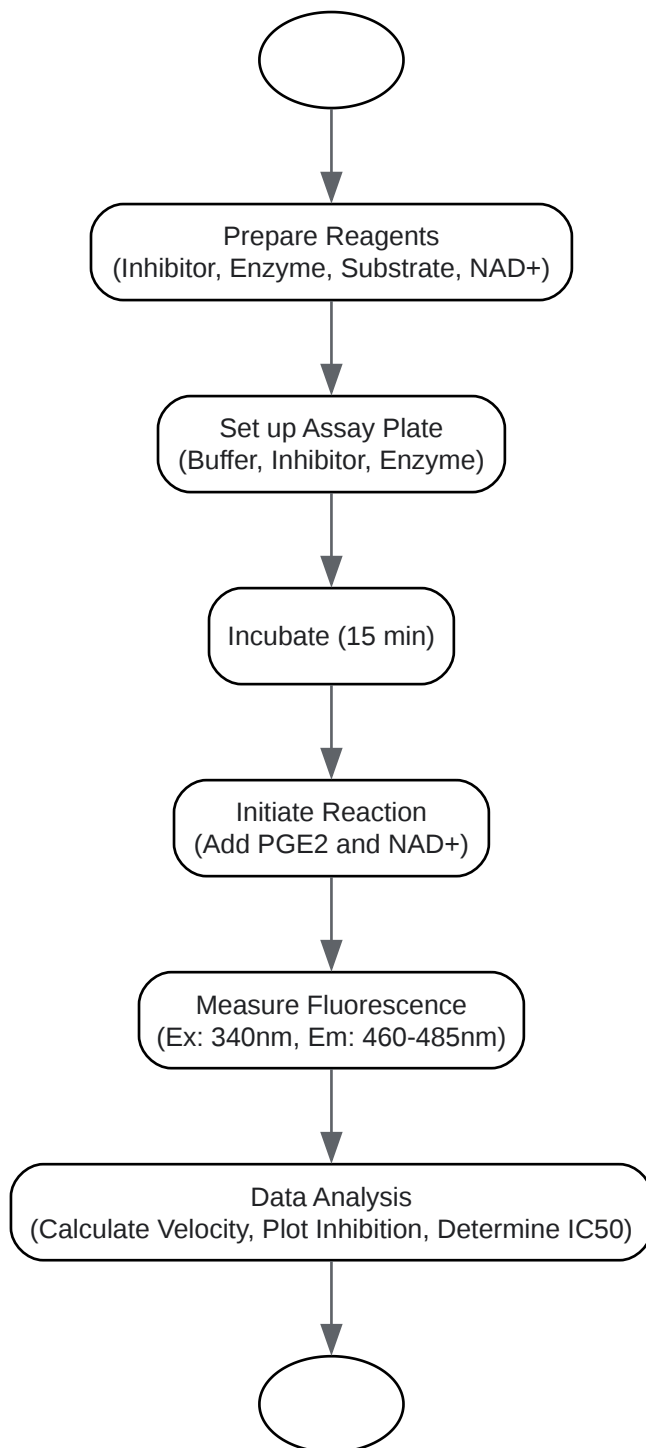 Prepare Reagents
(Inhibitor, Enzyme, Substrate, NAD+)
Set up Assay Plate
(Buffer, Inhibitor, Enzyme)
Incubate (15 min)
Initiate Reaction
(Add PGE2 and NAD+)
Measure Fluorescence
(Ex: 340nm, Em: 460-485nm)
Data Analysis
(Calculate Velocity, Plot Inhibition, Determine IC50)